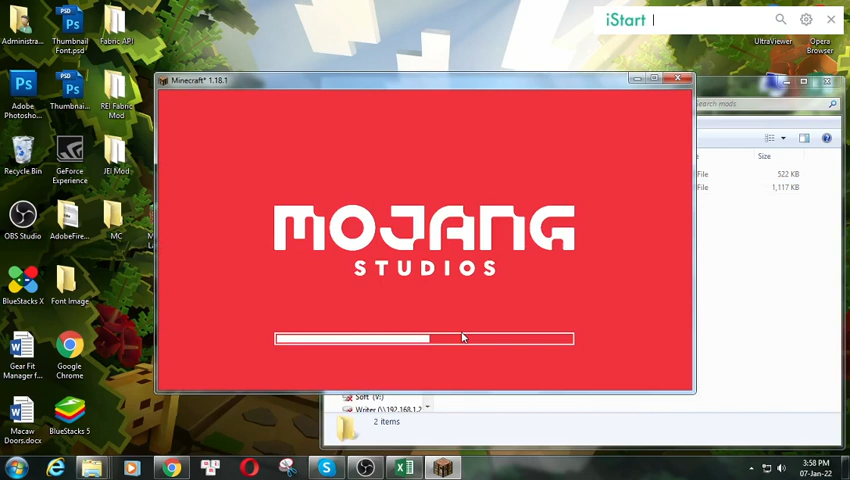 Administra...
Thumbnail
Font.psd
Fabric API
iStart
UltraViewer
Opera
Browser
Minecraft* 1.18.1
Search mods
Adobe
Photosho...
Thumbnai...
REI Fabric
Mod
Size
File
522 KB
File
1,117 KB
Recycle Bin
GeForce
Experience
JEI Mod
MOJANG
STUDIOS
OBS Studio
AdobeFire...
MC
BlueStacks X
Font Image
Gear Fit
Manager f...
Google
Chrome
Soft (V:)
Writer (\\192.168.1.2
Macaw
Doors.docx
BlueStacks 5
2 items
3:58 PM
07-Jan-22